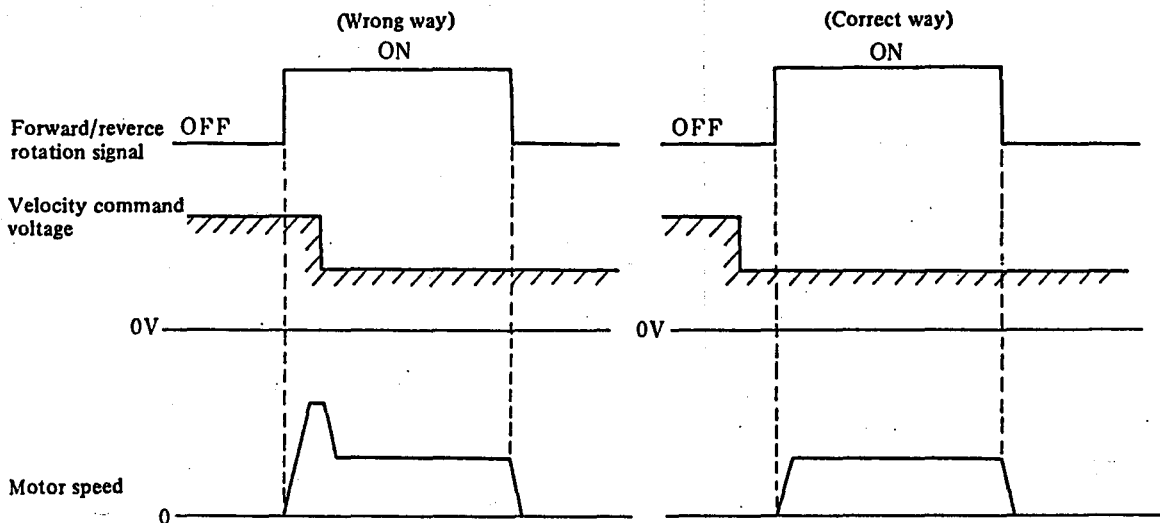 (Wrong way)
(Correct way)
ON
ON
Forward/reverce
rotation signal
OFF
OFF
Velocity command
voltage
0V
0V
Motor speed
0
0